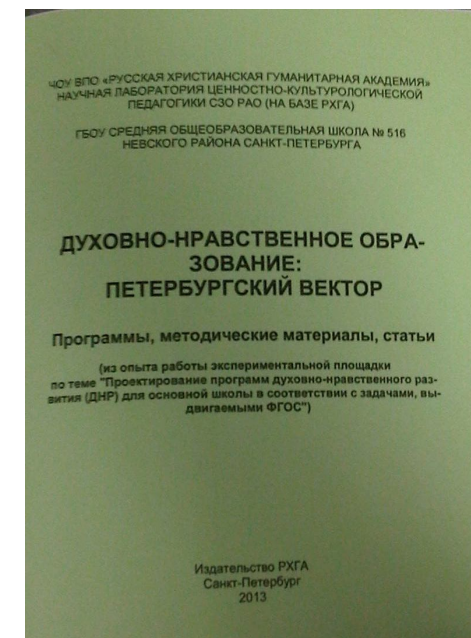 ЧОУ ВПО «РУССКАЯ ХРИСТИАНСКАЯ ГУМАНИТАРНАЯ АКАДЕМИЯ»
НАУЧНАЯ ЛАБОРАТОРИЯ ЦЕННОСТНО-КУЛЬТУРОЛОГИЧЕСКОЙ
ПЕДАГОГИКИ СЗО РАО (НА БАЗЕ РХГА)
ГБОУ СРЕДНЯЯ ОБЩЕОБРАЗОВАТЕЛЬНАЯ ШКОЛА № 516
НЕВСКОГО РАЙОНА САНКТ-ПЕТЕРБУРГА
ДУХОВНО-НРАВСТВЕННОЕ ОБРА-
ЗОВАНИЕ:
ПЕТЕРБУРГСКИЙ ВЕКТОР
Программы, методические материалы, статьи
(из опыта работы экспериментальной площадки
по теме "Проектирование программ духовно-нравственного раз-
вития (ДНР) для основной школы в соответствии с задачами, вы-
двигаемыми ФГОС")
Издательство РХГА
Санкт-Петербург
2013